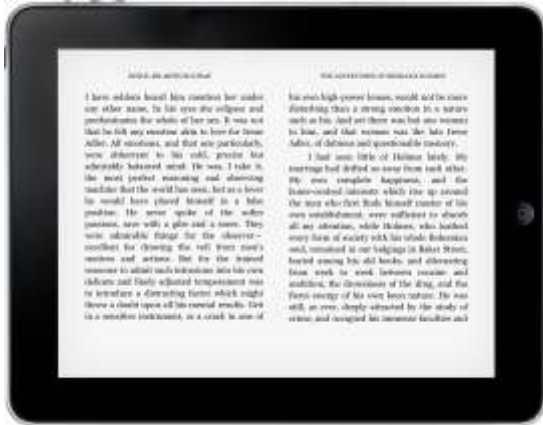 DOYLE, SIR ARTHUR CONAN
I have seldom heard him mention her under
any other name. In his eyes she eclipses and
predominates the whole of her sex. It was not
that he felt any emotion akin to love for Irene
Adler. All emotions, and that one particularly,
were abhorrent to his cold, precise but
admirably balanced mind. He was, I take it,
the most perfect reasoning and observing
machine that the world has seen, but as a lover
he would have placed himself in a false
position. He never spoke of the softer
passions, save with a gibe and a sneer. They
were admirable things for the observer—
excellent for drawing the veil from men's
motives and actions. But for the trained
reasoner to admit such intrusions into his own
delicate and finely adjusted temperament was
to introduce a distracting factor which might
throw a doubt upon all his mental results. Grit
in a sensitive instrument, or a crack in one of
THE ADVENTURES OF SHERLOCK HOLMES
his own high-power lenses, would not be more
disturbing than a strong emotion in a nature
such as his. And yet there was but one woman
to him, and that woman was the late Irene
Adler, of dubious and questionable memory.
I had seen little of Holmes lately. My
marriage had drifted us away from each other.
My own complete happiness, and the
home-centred interests which rise up around
the man who first finds himself master of his
own establishment, were sufficient to absorb
all my attention, while Holmes, who loathed
every form of society with his whole Bohemian
soul, remained in our lodgings in Baker Street,
buried among his old books, and alternating
from week to week between cocaine and
ambition, the drowsiness of the drug, and the
fierce energy of his own keen nature. He was
still, as ever, deeply attracted by the study of
crime, and occupied his immense faculties and